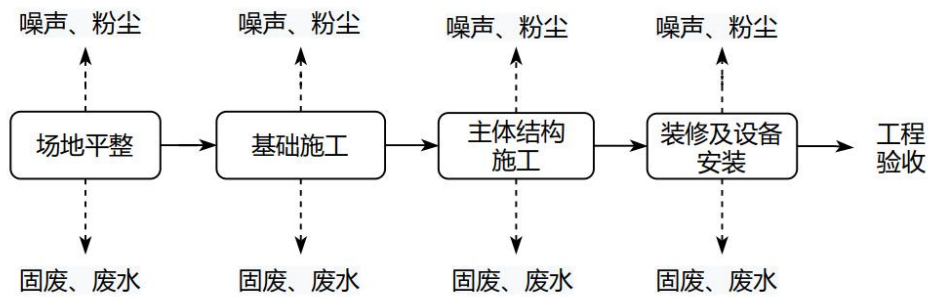 噪声、粉尘
噪声、粉尘
噪声、粉尘
噪声、粉尘
场地平整
基础施工
主体结构
施工
装修及设备
安装
工程
验收
固废、废水
固废、废水
固废、废水
固废、废水